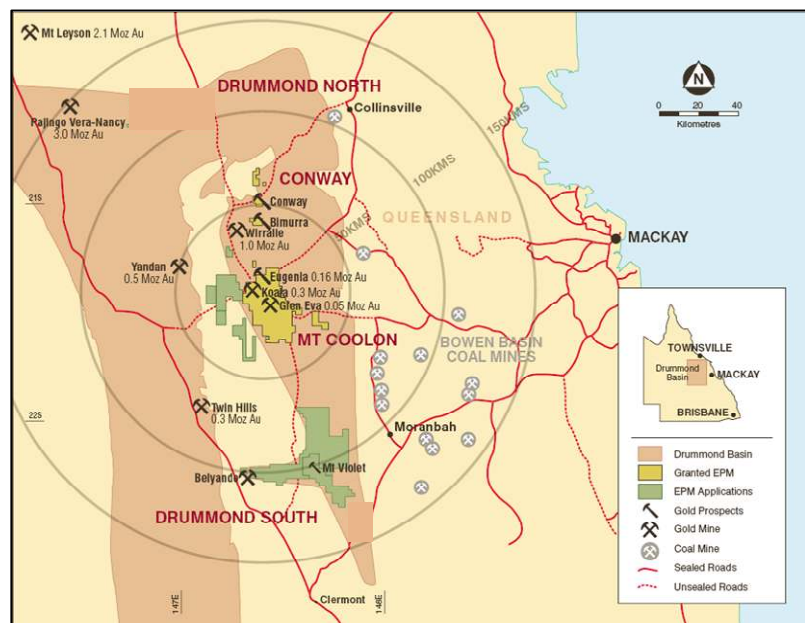 Mt Leyson 2.1 Moz Au
DRUMMOND NORTH
Pajingo Vera-Nancy
3.0 Moz Au
Collinsville
150KMS
100KMS
50KMS
N
0 20 40
Kilometres
CONWAY
21S
Conway
Bimurra
Wirralie
1.0 Moz Au
QUEENSLAND
MACKAY
Yandan
0.5 Moz Au
Eugenia 0.16 Moz Au
Koala 0.3 Moz Au
Glen Eva 0.05 Moz Au
MT COOLON
BOWEN BASIN
COAL MINES
Twin Hills
0.3 Moz Au
22S
Moranbah
Belyando
Mt Violet
DRUMMOND SOUTH
147E
146E
Clermont
TOWNSVILLE
Drummond
Basin
MACKAY
BRISBANE
Drummond Basin
Granted EPM
EPM Applications
Gold Prospects
Gold Mine
Coal Mine
Sealed Roads
Unsealed Roads